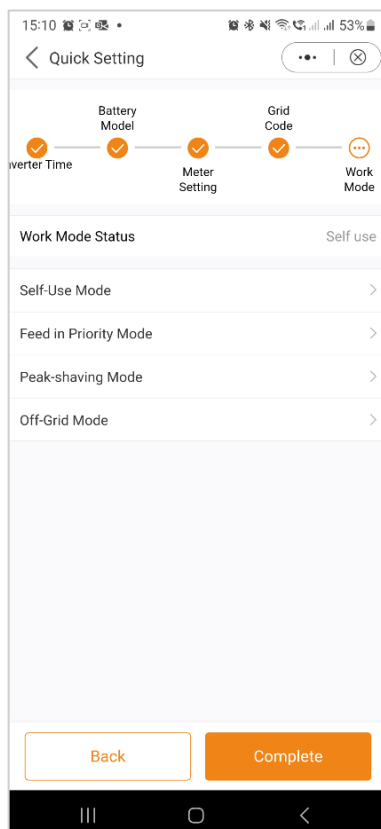 15:10
53%
Quick Setting
Battery
Model
Grid
Code
verter Time
Meter
Setting
Work
Mode
Work Mode Status Self use
Self-Use Mode
Feed in Priority Mode
Peak-shaving Mode
Off-Grid Mode
Back Complete